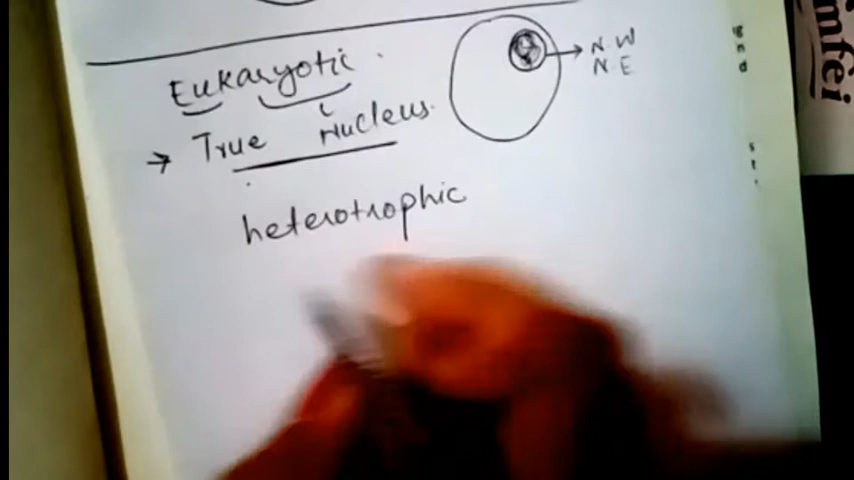 Eukaryotic
N W
N E
→ True Nucleus.
heterotrophic